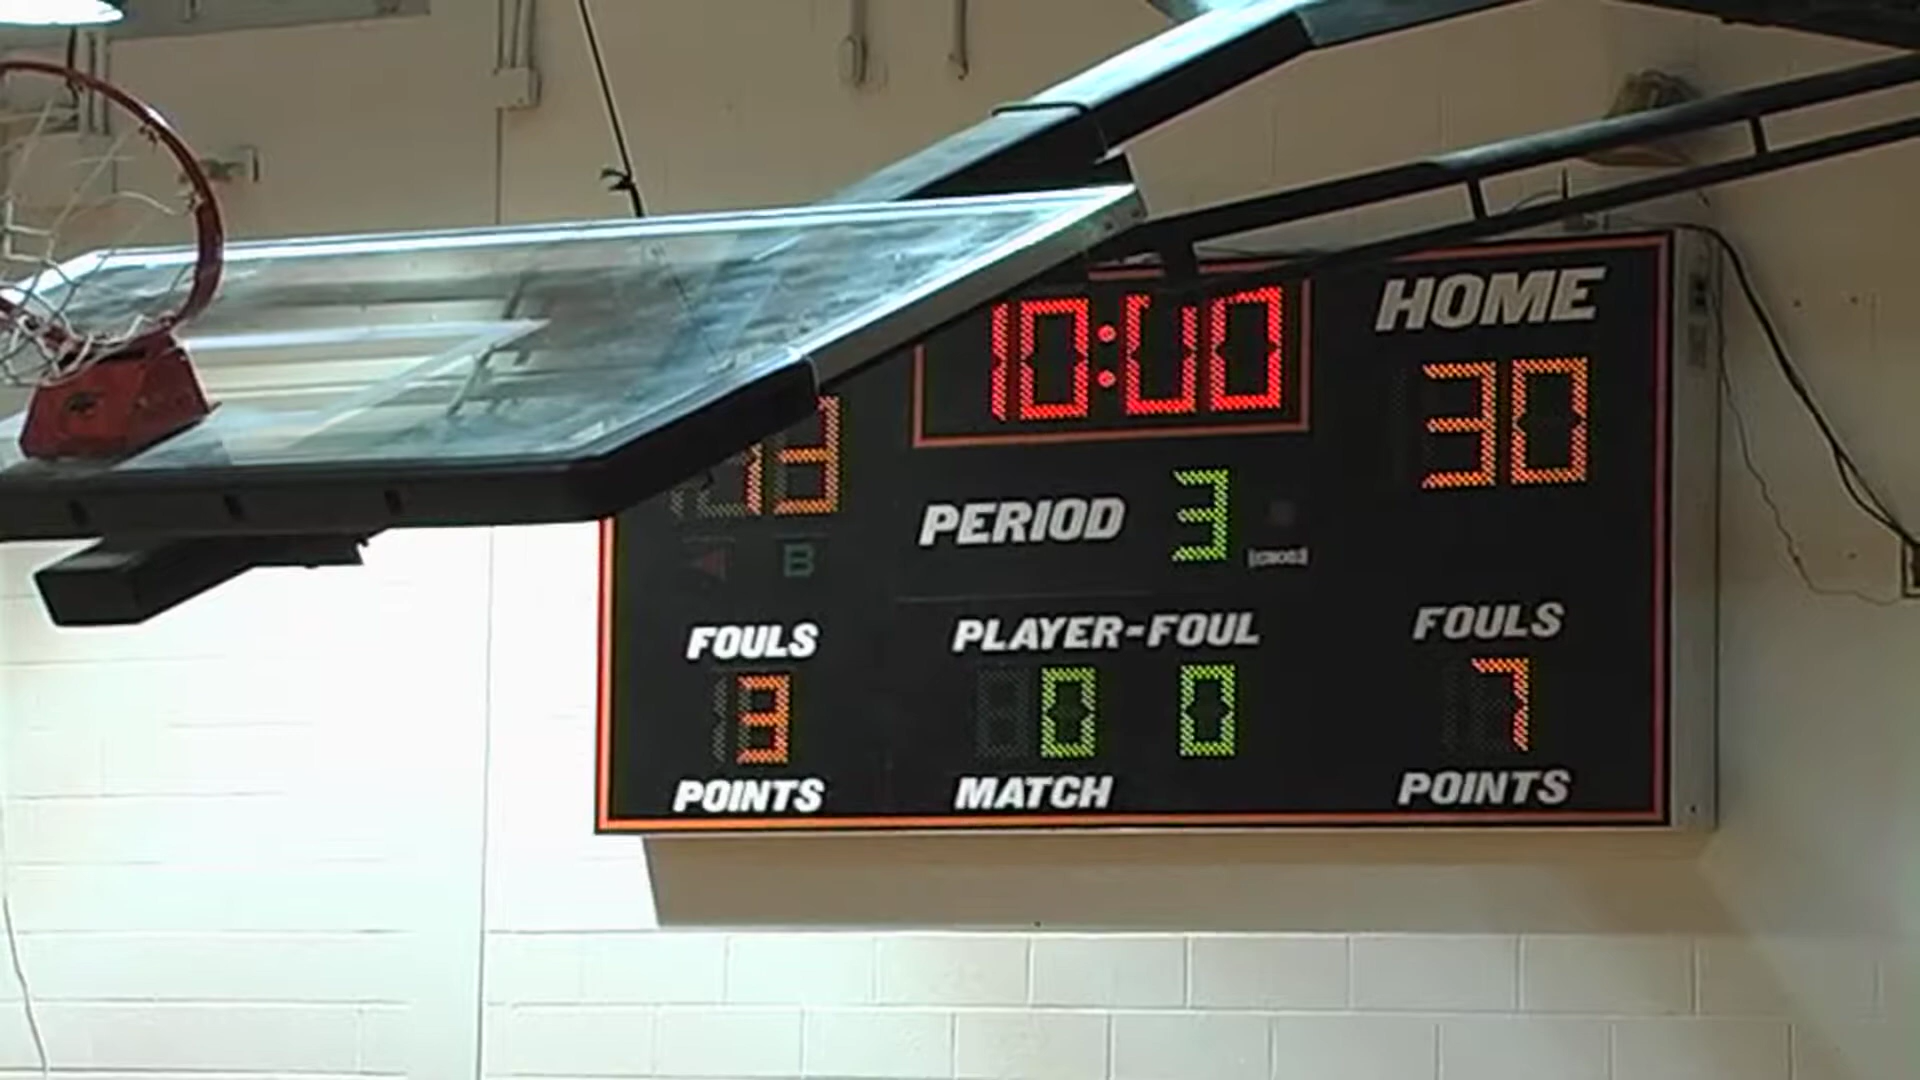 10:00
HOME
30
PERIOD 3
B
FOULS
3
POINTS
PLAYER-FOUL
0 0
MATCH
FOULS
7
POINTS